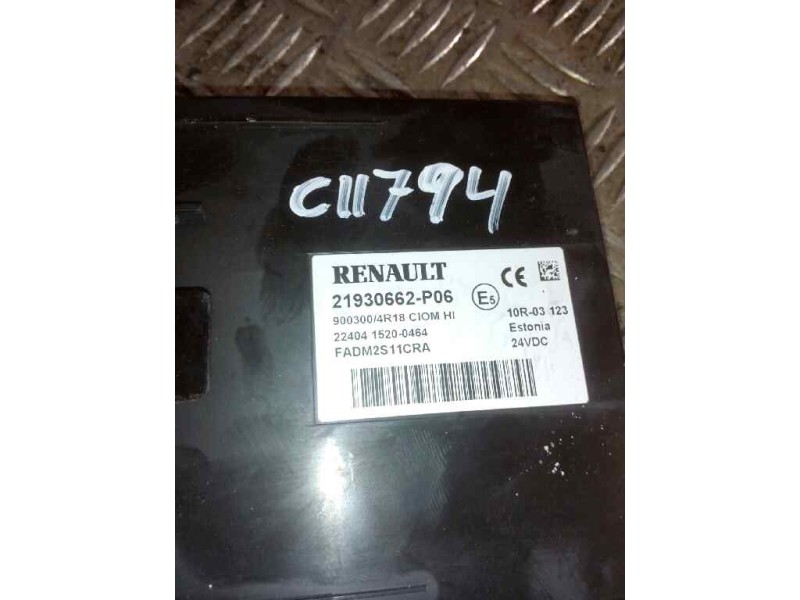 C11794
RENAULT
21930662-P06
900300/4R18 CIOM HI
22404 1520-0464
FADM2S11CRA
E5
CE
10R-03 123
Estonia
24VDC